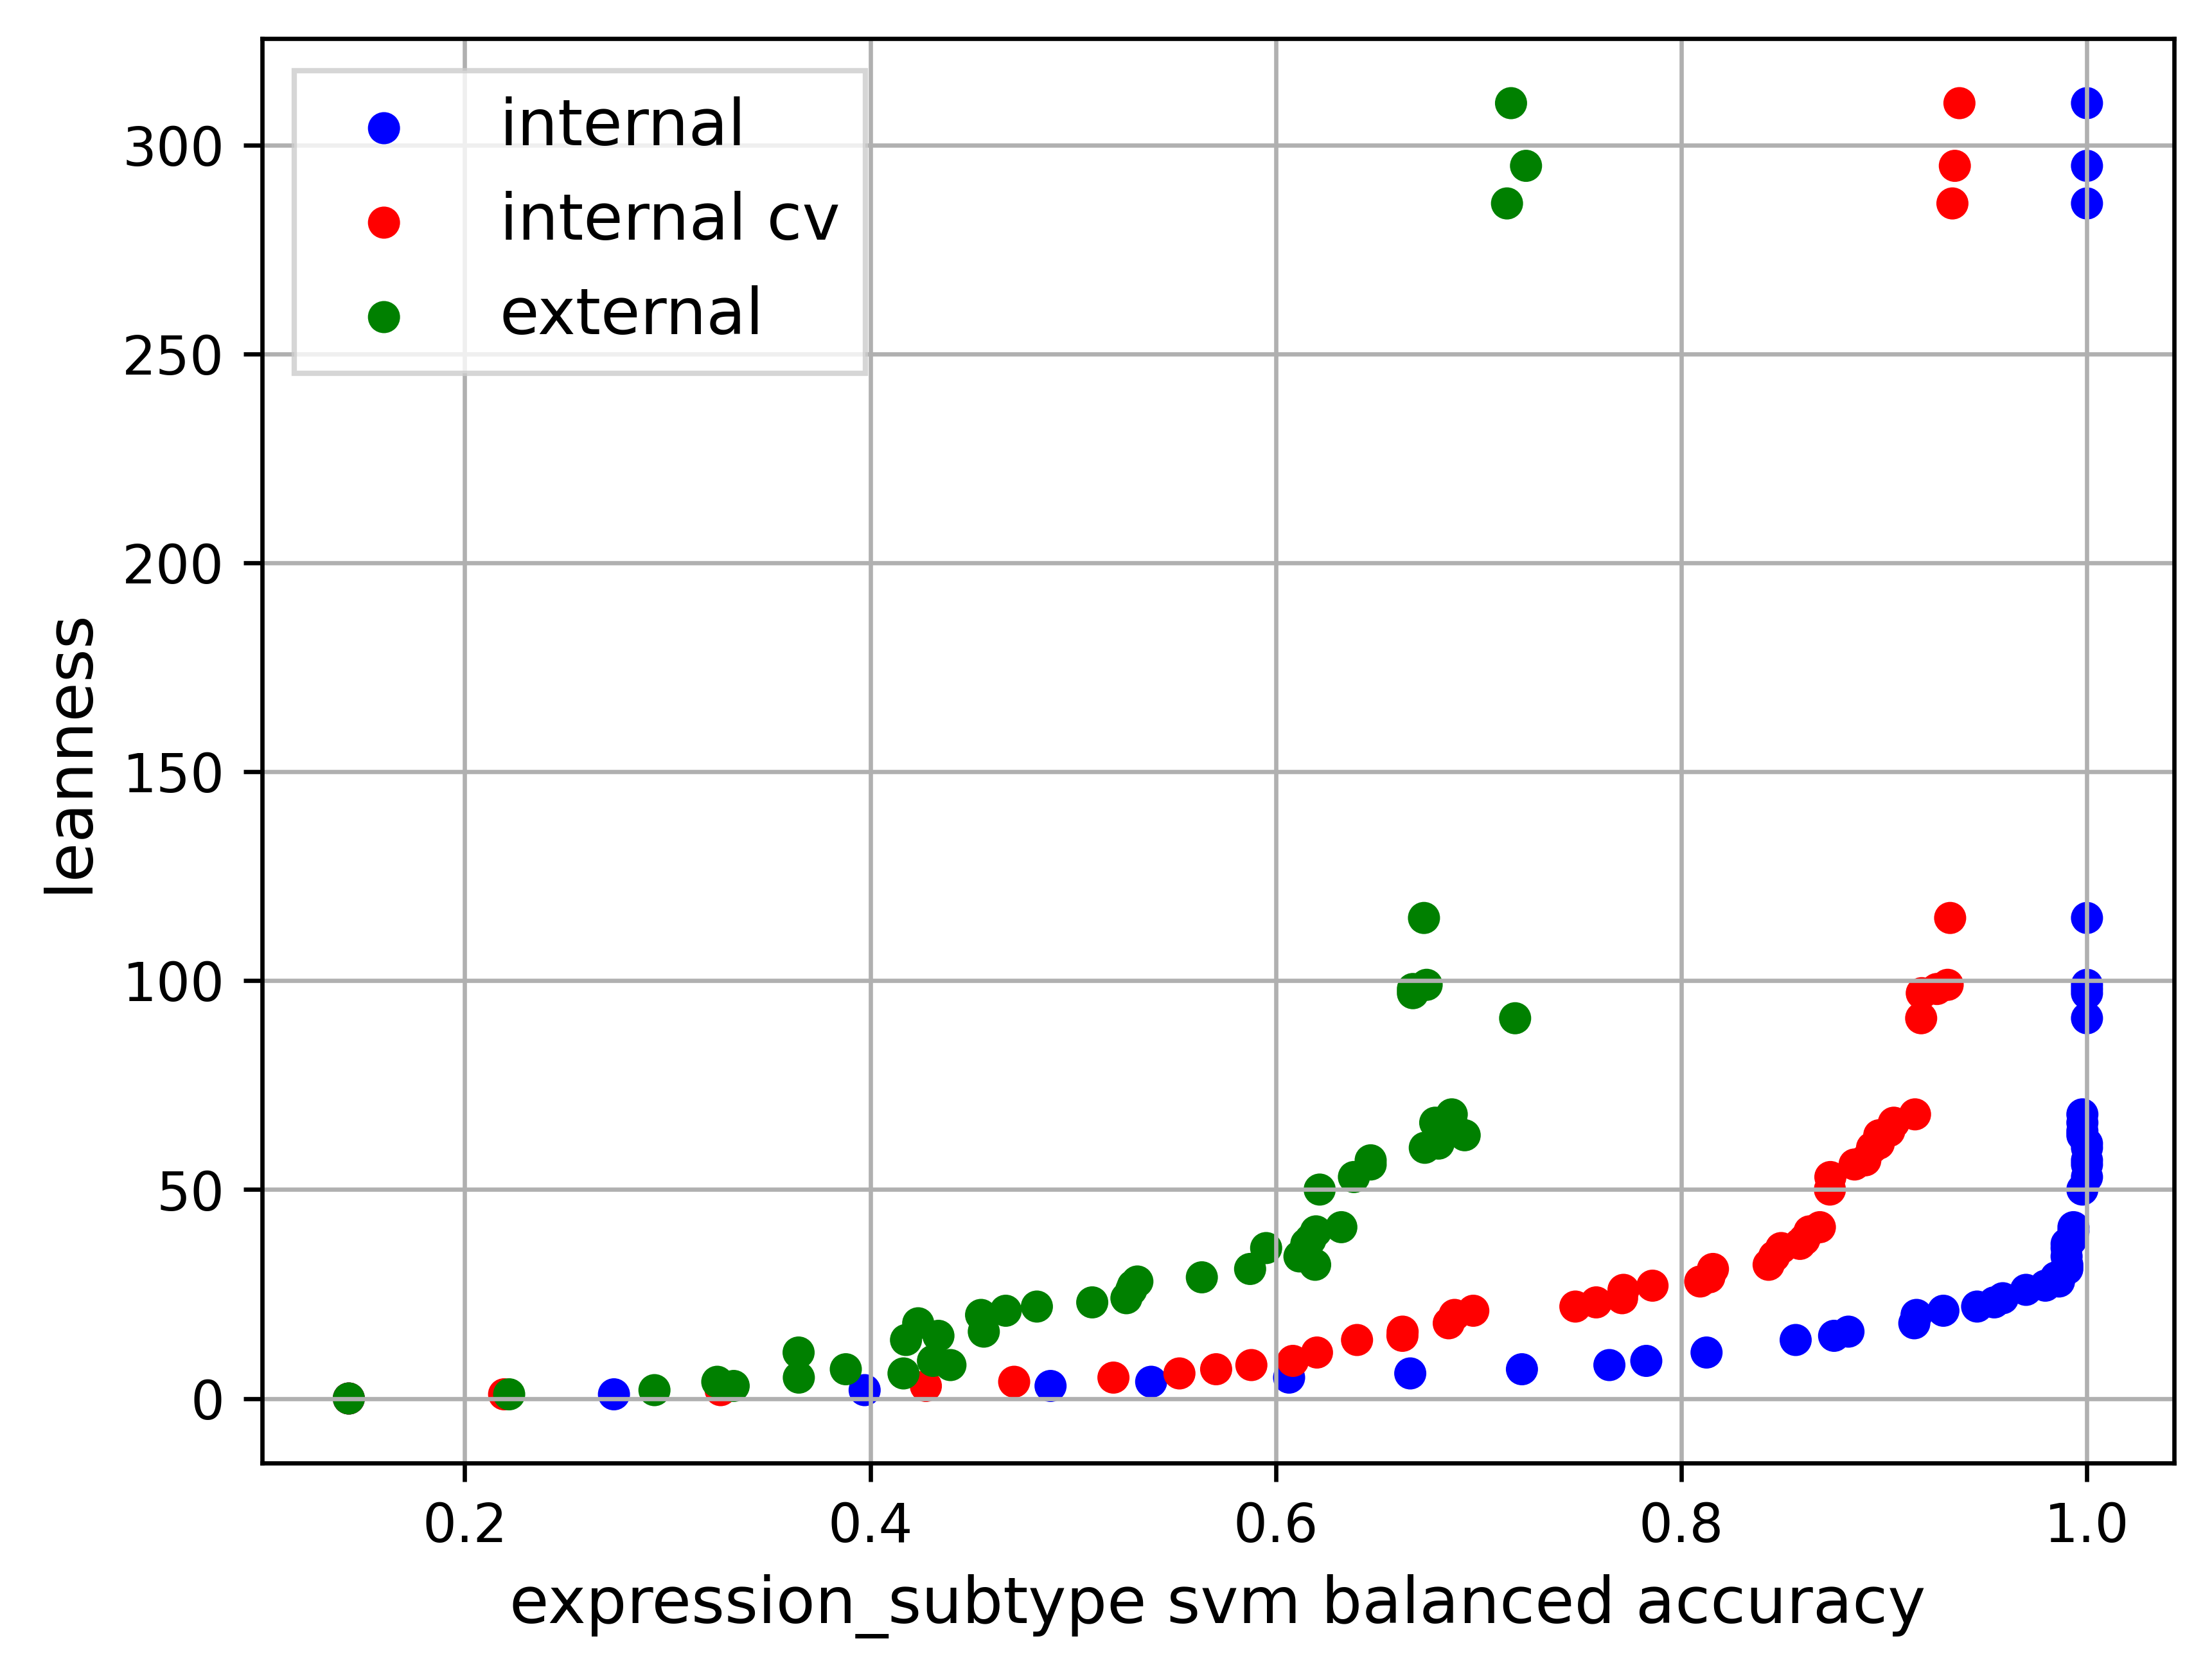 internal
internal cv
external
300
250
200
150
100
50
0
leanness
0.2 0.4 0.6 0.8 1.0
expression_subtype svm balanced accuracy